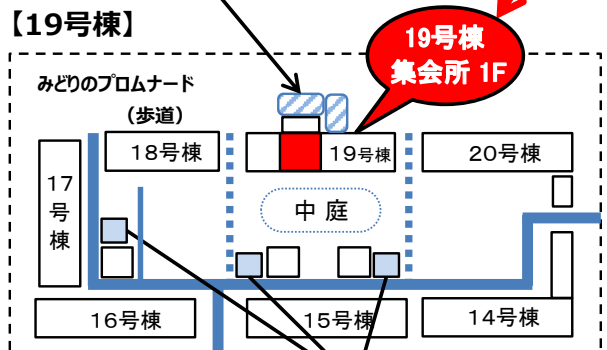 【19号棟】
19号棟
集会所 1F
みどりのプロムナード
(歩道)
18号棟
19号棟
20号棟
17
号
棟
中 庭
16号棟
15号棟
14号棟